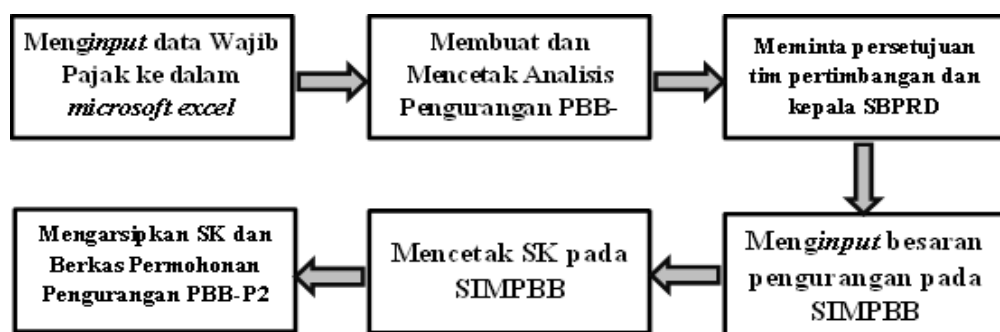 Menginput data Wajib
Pajak ke dalam
microsoft excel
Membuat dan
Mencetak Analisis
Pengurangan PBB-
Meminta persetujuan
tim pertimbangan dan
kepala SBPRD
Menginput besaran
pengurangan pada
SIMPBB
Mencetak SK pada
SIMPBB
Mengarsipkan SK dan
Berkas Permohonan
Pengurangan PBB-P2